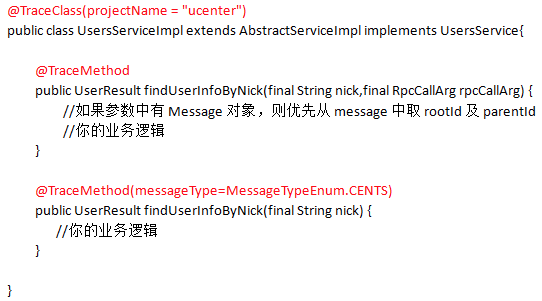 @TraceClass(projectName = "ucenter")
public class UsersServiceImpl extends AbstractServiceImpl implements UsersService{
@TraceMethod
public UserResult findUserInfoByNick(final String nick,final RpcCallArg rpcCallArg) {
//如果参数中有 Message 对象，则优先从 message 中取 rootId 及 parentId
//你的业务逻辑
}
@TraceMethod(messageType=MessageTypeEnum.CENTS)
public UserResult findUserInfoByNick(final String nick) {
//你的业务逻辑
}
}